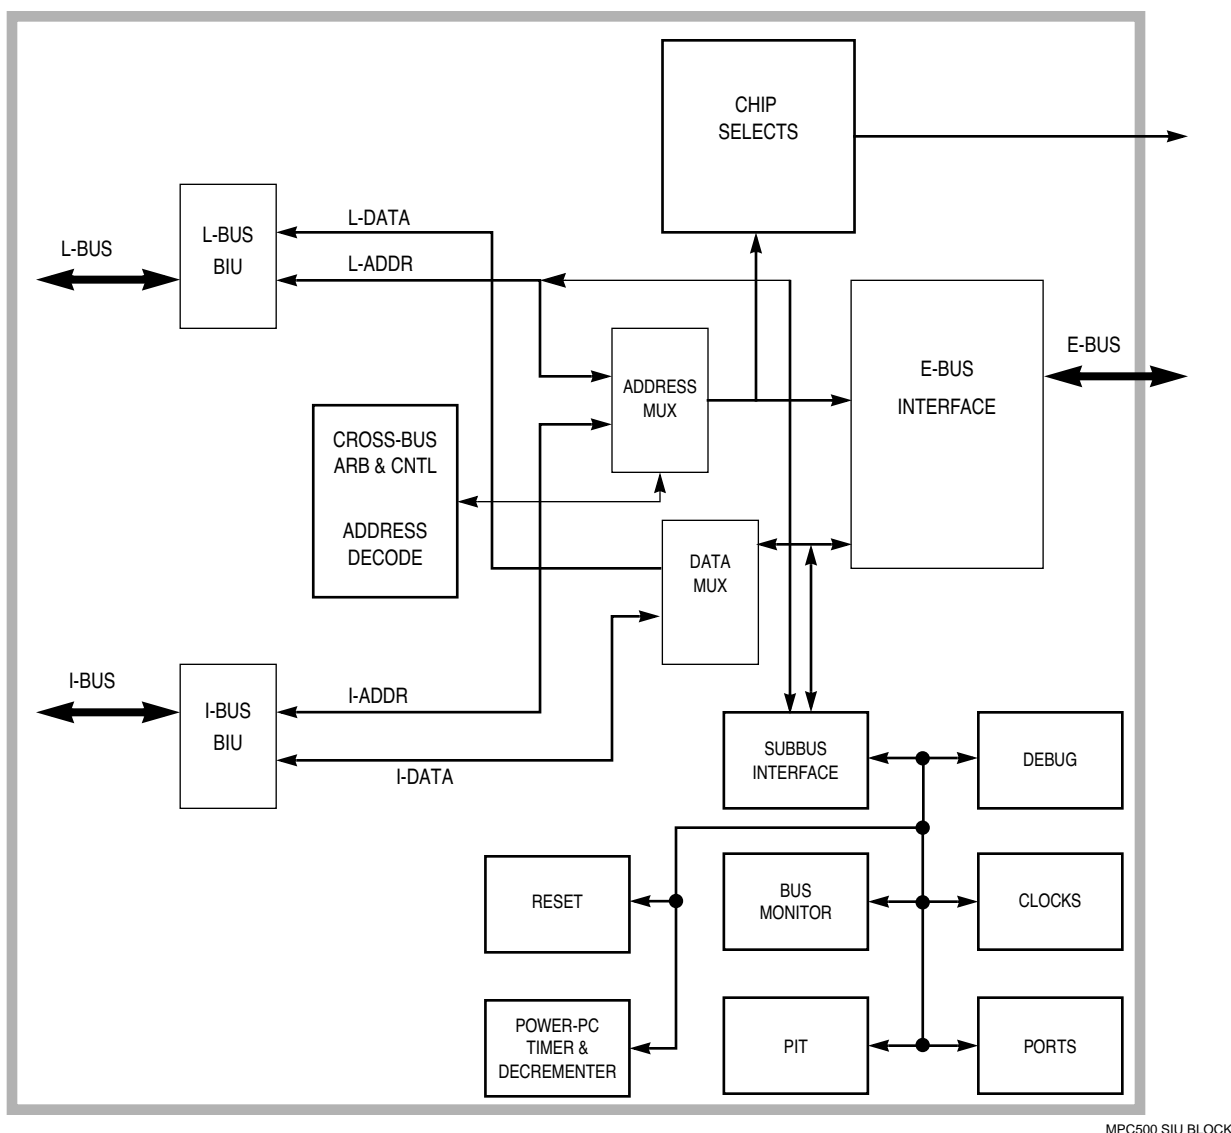 CHIP
SELECTS
L-BUS
L-BUS
BIU
L-DATA
L-ADDR
E-BUS
INTERFACE
E-BUS
ADDRESS
MUX
CROSS-BUS
ARB & CNTL
ADDRESS
DECODE
DATA
MUX
I-BUS
I-BUS
BIU
I-ADDR
I-DATA
SUBBUS
INTERFACE
DEBUG
RESET
BUS
MONITOR
CLOCKS
POWER-PC
TIMER &
DECREMENTER
PIT
PORTS
MPC500 SIU BLOCK